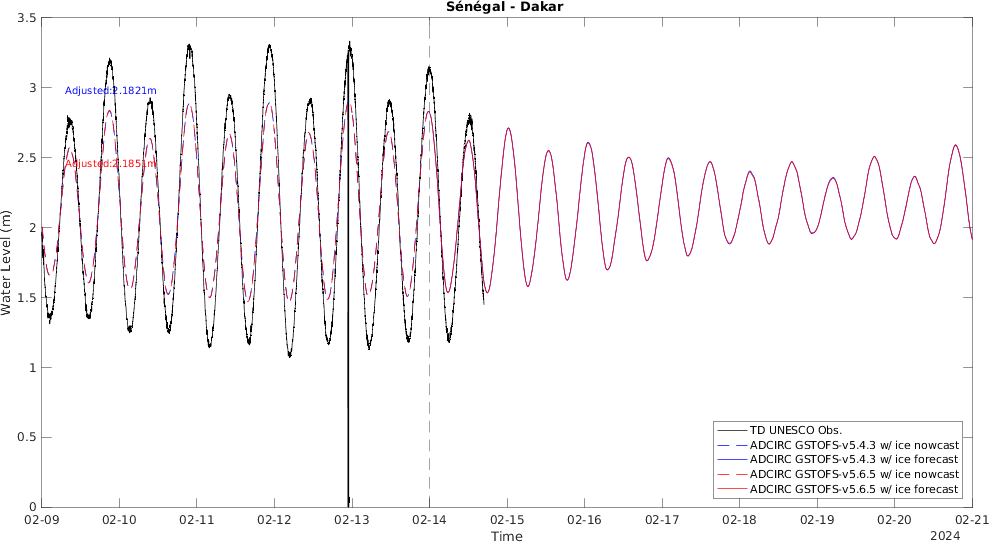 Sénégal - Dakar
3.5
3
2.5
2
1.5
1
0.5
0
Water Level (m)
Adjusted:2.1821m
Adjusted:2.1851m
TD UNESCO Obs.
ADCIRC GSTOFS-v5.4.3 w/ ice nowcast
ADCIRC GSTOFS-v5.4.3 w/ ice forecast
ADCIRC GSTOFS-v5.6.5 w/ ice nowcast
ADCIRC GSTOFS-v5.6.5 w/ ice forecast
02-09 02-10 02-11 02-12 02-13 02-14 02-15 02-16 02-17 02-18 02-19 02-20 02-21
Time
2024